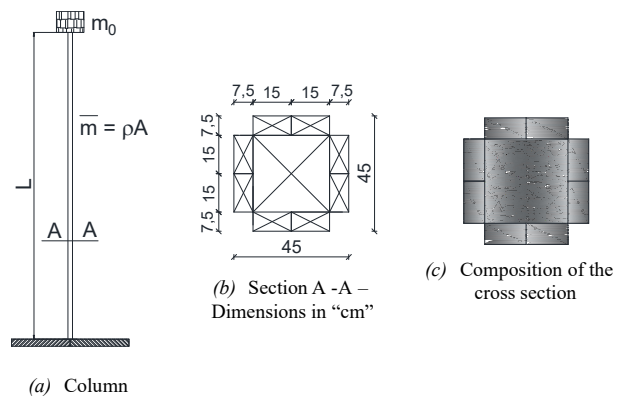 m0
m = ρA
L
A A
(a) Column
7,5 15 15 7,5
7,5
15
15
7,5
45
45
(b) Section A -A –
Dimensions in “cm”
(c) Composition of the
cross section